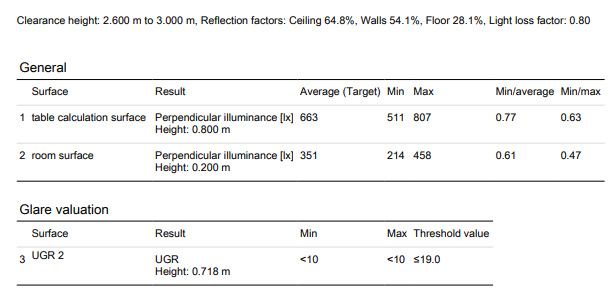 Clearance height: 2.600 m to 3.000 m, Reflection factors: Ceiling 64.8%, Walls 54.1%, Floor 28.1%, Light loss factor: 0.80
General
Surface Result Average (Target) Min Max Min/average Min/max
1 table calculation surface Perpendicular illuminance [lx] 663 511 807 0.77 0.63
Height: 0.800 m
2 room surface Perpendicular illuminance [lx] 351 214 458 0.61 0.47
Height: 0.200 m
Glare valuation
Surface Result Min Max Threshold value
3 UGR 2 UGR <10 <10 ≤19.0
Height: 0.718 m